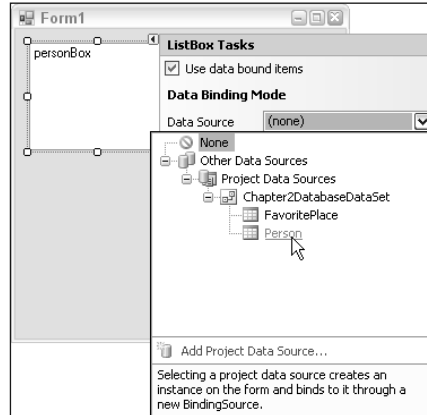 Form1
personBox
ListBox Tasks
Use data bound items
Data Binding Mode
Data Source (none)
None
Other Data Sources
Project Data Sources
Chapter2DatabaseDataSet
FavoritePlace
Person
Add Project Data Source...
Selecting a project data source creates an
instance on the form and binds to it through a
new BindingSource.